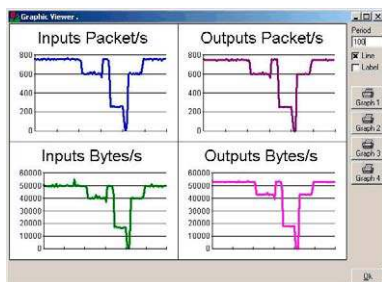 Graphic Viewer .
Period
100
Line
Label
Graph 1
Graph 2
Graph 3
Graph 4
Ok
Inputs Packet/s
800
600
400
200
0
Outputs Packet/s
800
600
400
200
0
Inputs Bytes/s
60000
50000
40000
30000
20000
10000
0
Outputs Bytes/s
60000
50000
40000
30000
20000
10000
0